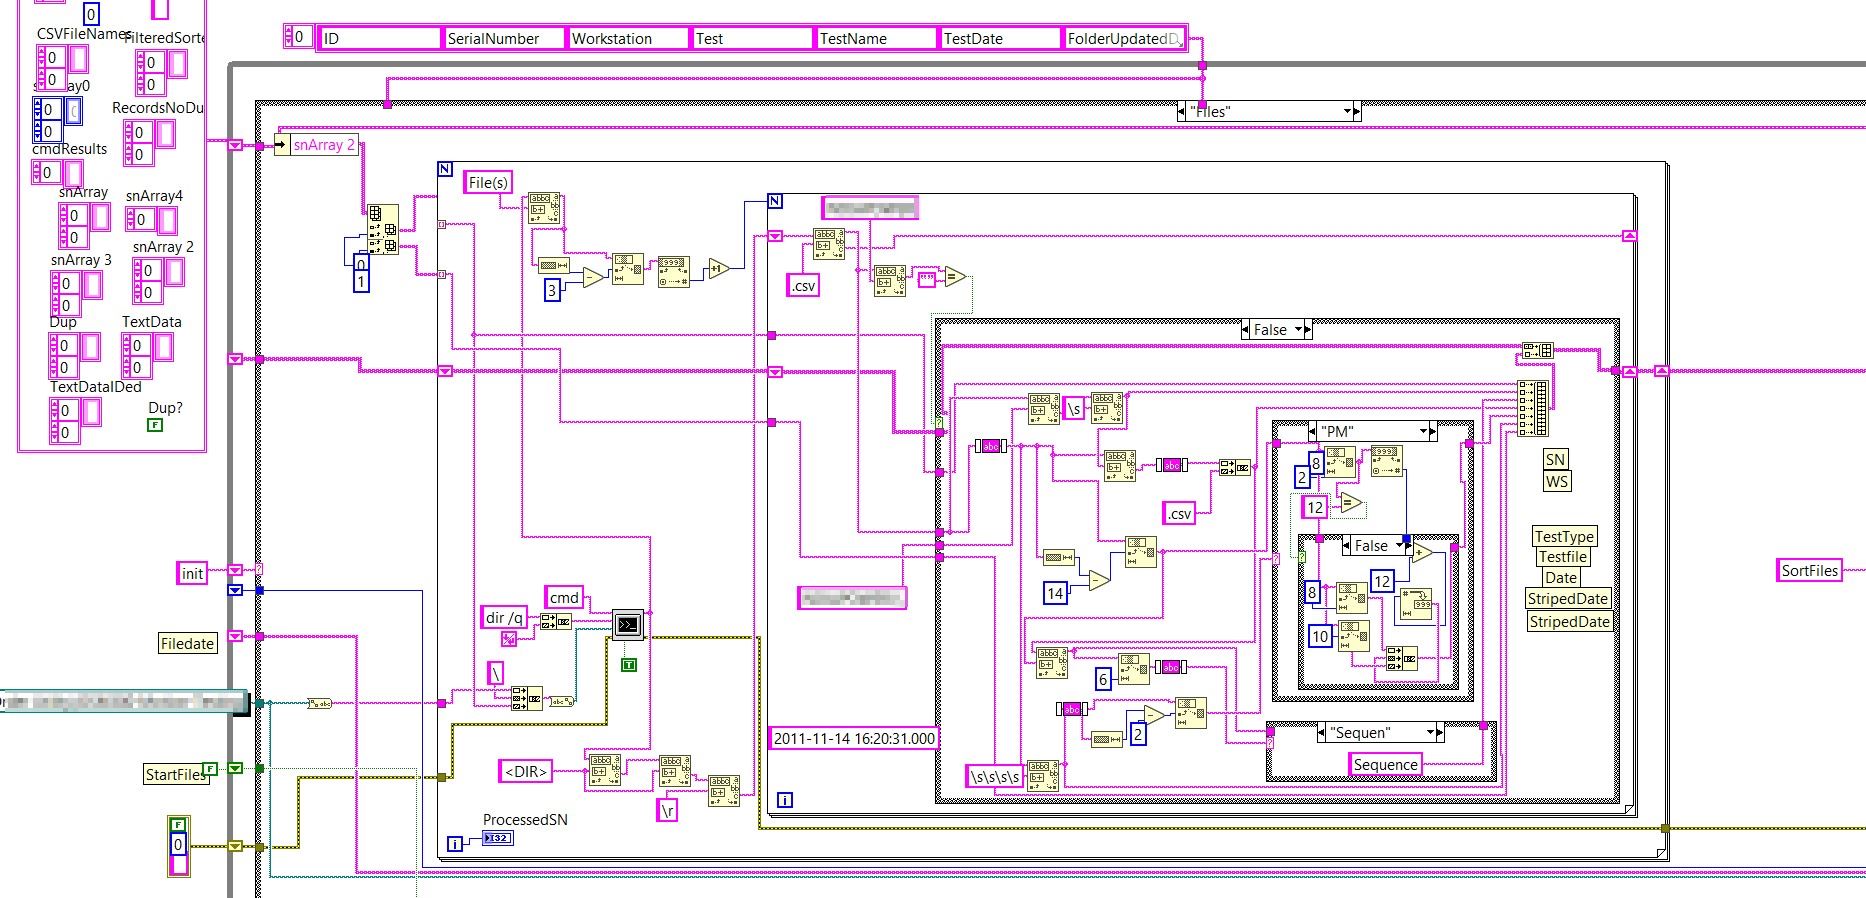 0
CSVFileNames
FilteredSorte
0
0
0
0
ay0
0
0
RecordsNoDu
0
0
cmdResults
0
snArray
0
0
snArray4
0
snArray 2
0
0
snArray 3
0
0
Dup
0
0
TextData
0
0
TextDatalDed
0
0
Dup?
F
0
ID
SerialNumber
Workstation
Test
TestName
TestDate
FolderUpdatedD
"Files"
snArray 2
N
File(s)
N
0
1
3
+1
.csv
=
False
\s
"PM"
8
2
12
=
.csv
SN
WS
False
+
14
8
12
10
TestType
Testfile
Date
StripedDate
StripedDate
SortFiles
init
cmd
dir /q
T
\
Filedate
6
2
2011-11-14 16:20:31.000
"Sequen"
Sequence
StartFiles
F
<DIR>
\r
\s\s\s\s
i
ProcessedSN
i
I32
F
0